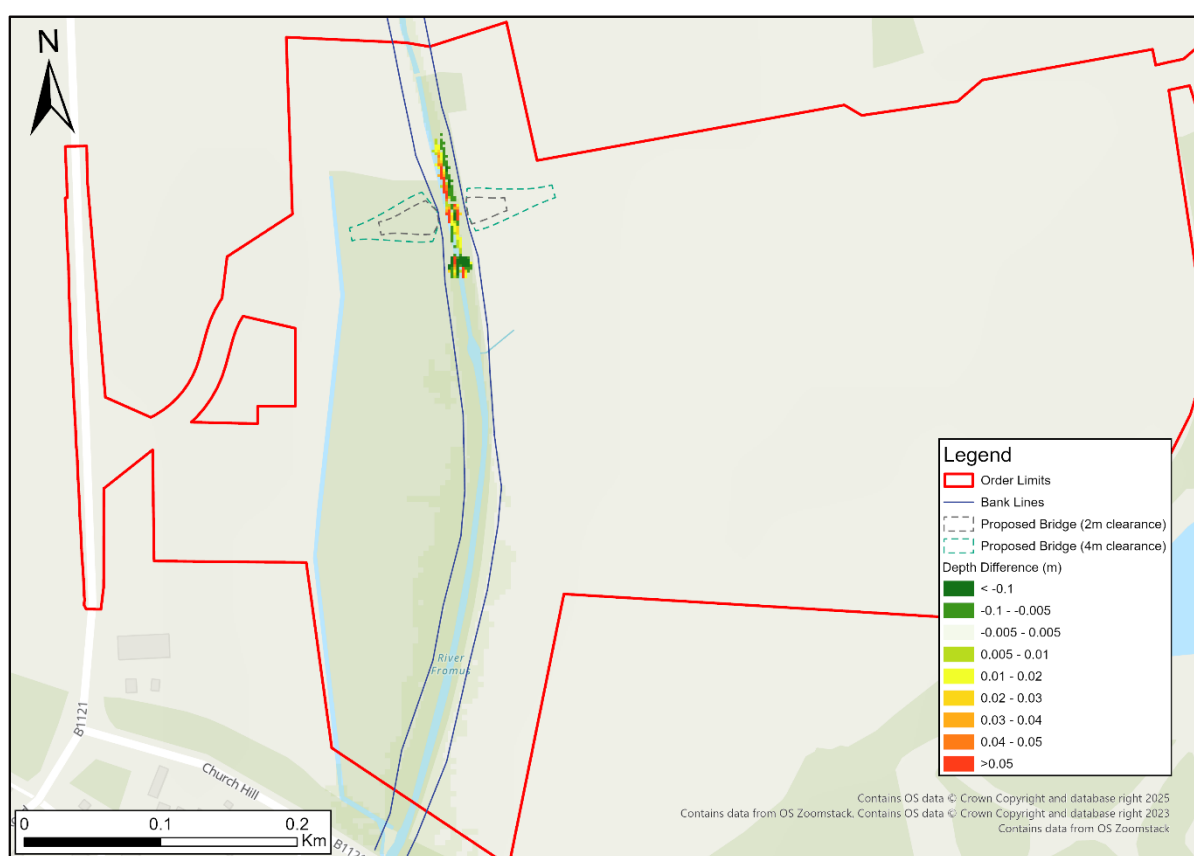 N
River
Fromus
B1121
Church Hill
0
0.1
0.2
Km
Legend
Order Limits
Bank Lines
Proposed Bridge (2m clearance)
Proposed Bridge (4m clearance)
Depth Difference (m)
< -0.1
-0.1 - -0.005
-0.005 - 0.005
0.005 - 0.01
0.01 - 0.02
0.02 - 0.03
0.03 - 0.04
0.04 - 0.05
>0.05
Contains OS data © Crown Copyright and database right 2025
Contains data from OS Zoomstack. Contains OS data © Crown Copyright and database right 2023
Contains data from OS Zoomstack